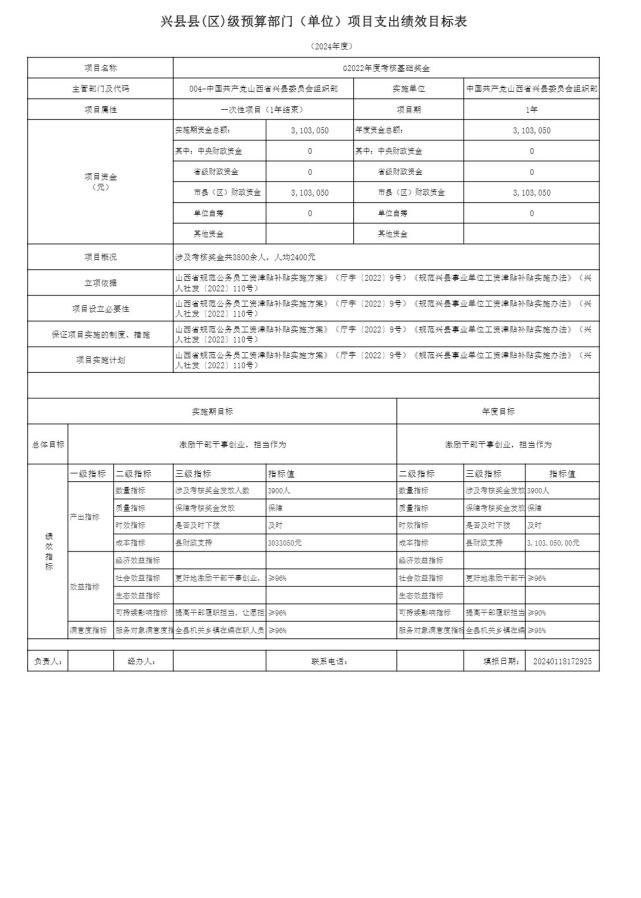 兴县县(区)级预算部门（单位）项目支出绩效目标表
（2024年度）
项目名称 G2022年度考核基础奖金
主管部门及代码 004-中国共产党山西省兴县委员会组织部 实施单位 中国共产党山西省兴县委员会组织部
项目属性 一次性项目（1年结束） 项目期 1年
项目资金（元） 实施期资金总额： 3,103,050 年度资金总额： 3,103,050
其中：中央财政资金 0 其中：中央财政资金 0
省级财政资金 0 省级财政资金 0
市县（区）财政资金 3,103,050 市县（区）财政资金 3,103,050
单位自筹 0 单位自筹 0
其他资金 其他资金
项目概况 涉及考核奖金共3800余人，人均2400元
立项依据 山西省规范公务员工资津贴补贴实施方案》（厅字〔2022〕9号）《规范兴县事业单位工资津贴补贴实施办法》（兴
人社发〔2022〕110号）
项目设立必要性 山西省规范公务员工资津贴补贴实施方案》（厅字〔2022〕9号）《规范兴县事业单位工资津贴补贴实施办法》（兴
人社发〔2022〕110号）
保证项目实施的制度、措施 山西省规范公务员工资津贴补贴实施方案》（厅字〔2022〕9号）《规范兴县事业单位工资津贴补贴实施办法》（兴
人社发〔2022〕110号）
项目实施计划 山西省规范公务员工资津贴补贴实施方案》（厅字〔2022〕9号）《规范兴县事业单位工资津贴补贴实施办法》（兴
人社发〔2022〕110号）
实施期目标 年度目标
总体目标 激励干部干事创业，担当作为 激励干部干事创业，担当作为
绩效指标 一级指标 二级指标 三级指标 指标值 二级指标 三级指标 指标值
产出指标 数量指标 涉及考核奖金发放人数 3900人 数量指标 涉及考核奖金发放 3900人
质量指标 保障考核奖金发放 保障 质量指标 保障考核奖金发放 保障
时效指标 是否及时下拨 及时 时效指标 是否及时下拨 及时
成本指标 县财政支持 3033050元 成本指标 县财政支持 3,103,050.00元
效益指标 经济效益指标 经济效益指标
社会效益指标 更好地激励干部干事创业， ≥96% 社会效益指标 更好地激励干部干 ≥96%
生态效益指标 生态效益指标
可持续影响指标 提高干部履职担当，让愿担 ≥96% 可持续影响指标 提高干部履职担当 ≥90%
满意度指标 服务对象满意度指 全县机关乡镇在编在职人员 ≥96% 服务对象满意度指标 全县机关乡镇在编 ≥96%
负责人： 经办人： 联系电话： 填报日期： 20240118172925